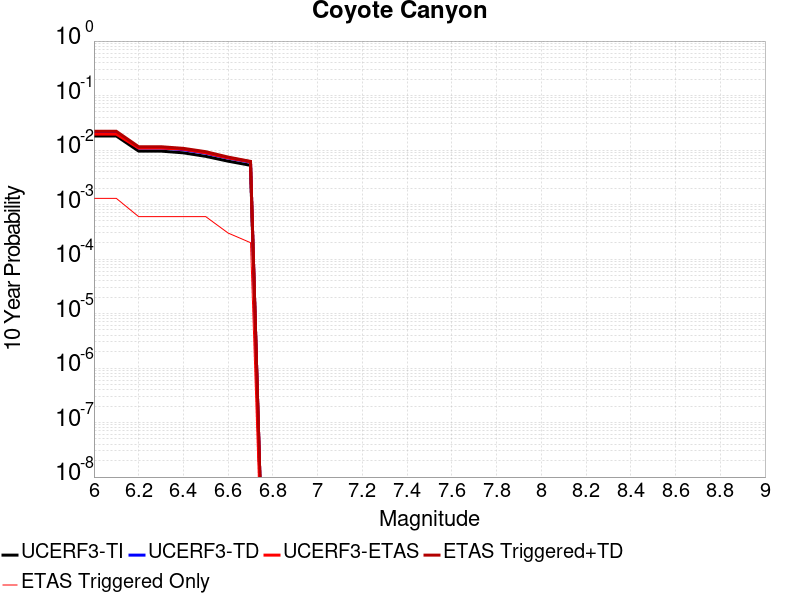 Coyote Canyon
10^0
10^-1
10^-2
10^-3
10^-4
10^-5
10^-6
10^-7
10^-8
10 Year Probability
6 6.2 6.4 6.6 6.8 7 7.2 7.4 7.6 7.8 8 8.2 8.4 8.6 8.8 9
Magnitude
UCERF3-TI UCERF3-TD UCERF3-ETAS ETAS Triggered+TD
ETAS Triggered Only